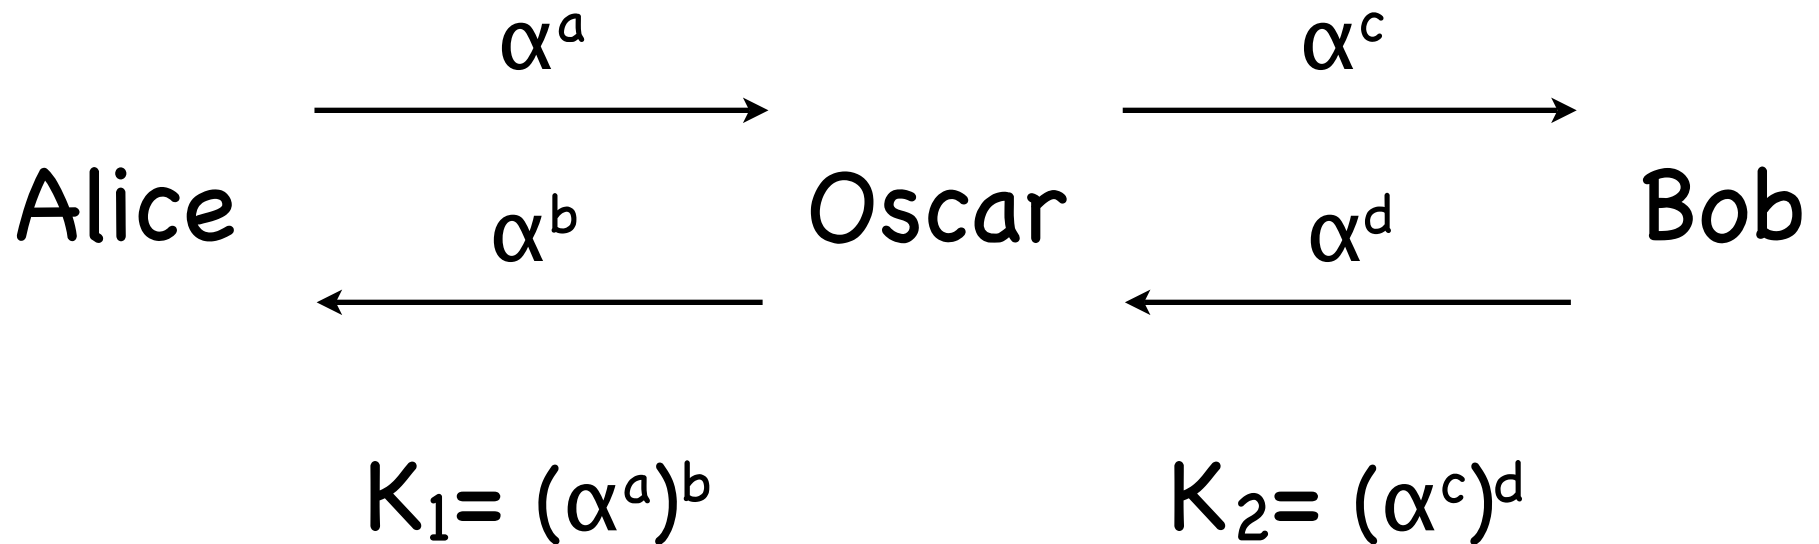 αᵃ αᶜ
Alice Oscar Bob
αᵇ αᵈ
K₁= (αᵃ)ᵇ K₂= (αᶜ)ᵈ